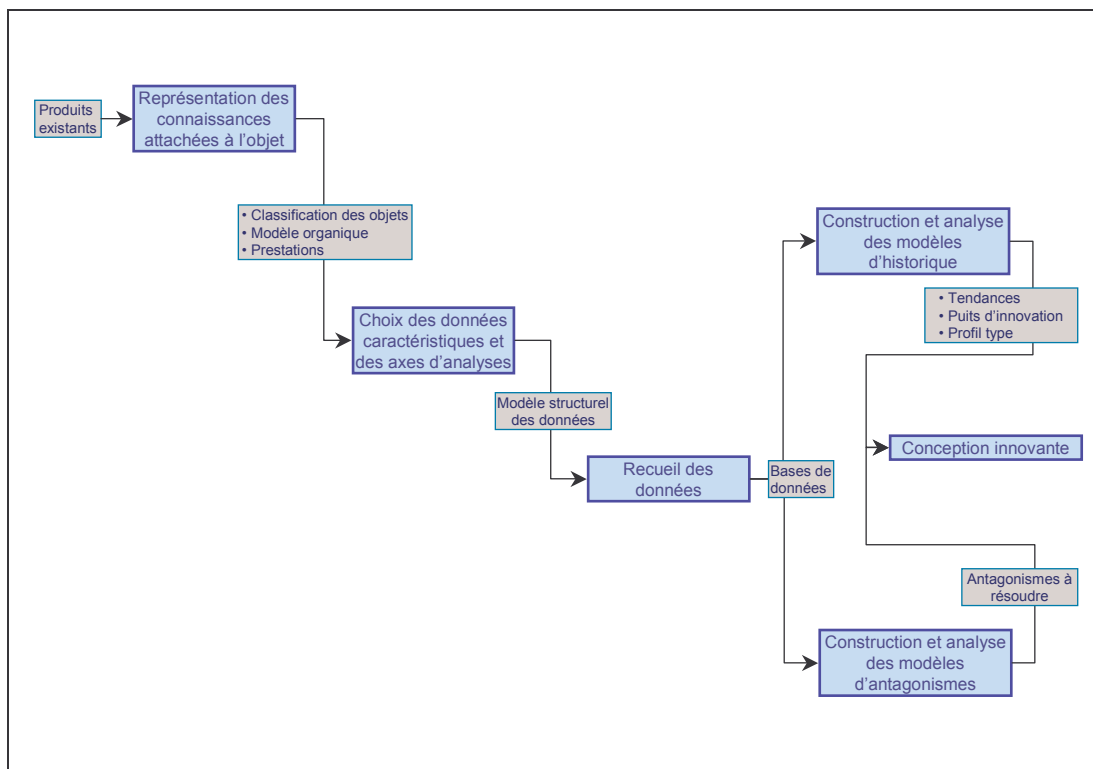 Produits
existants
Représentation des
connaissances
attachées à l’objet
• Classification des objets
• Modèle organique
• Prestations
Choix des données
caractéristiques et
des axes d’analyses
Modèle structurel
des données
Recueil des
données
Bases de
données
Construction et analyse
des modèles
d’historique
• Tendances
• Puits d’innovation
• Profil type
Conception innovante
Antagonismes à
résoudre
Construction et analyse
des modèles
d’antagonismes